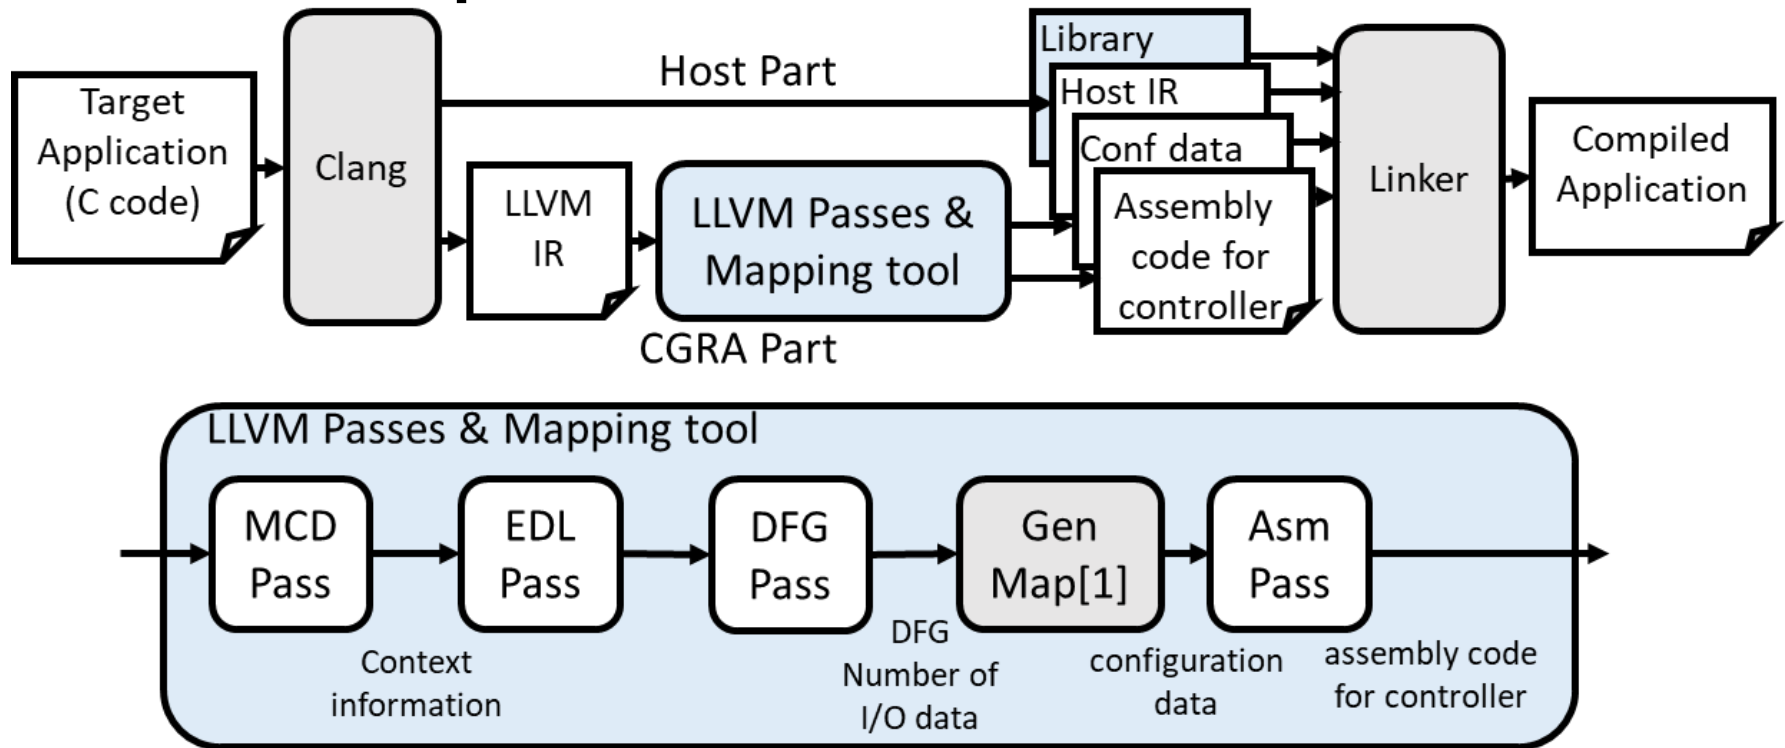 Target
Application
(C code)
Clang
Host Part
LLVM
IR
LLVM Passes &
Mapping tool
CGRA Part
Library
Host IR
Conf data
Assembly
code for
controller
Linker
Compiled
Application
LLVM Passes & Mapping tool
MCD
Pass
Context
information
EDL
Pass
DFG
Pass
DFG
Number of
I/O data
Gen
Map[1]
configuration
data
Asm
Pass
assembly code
for controller